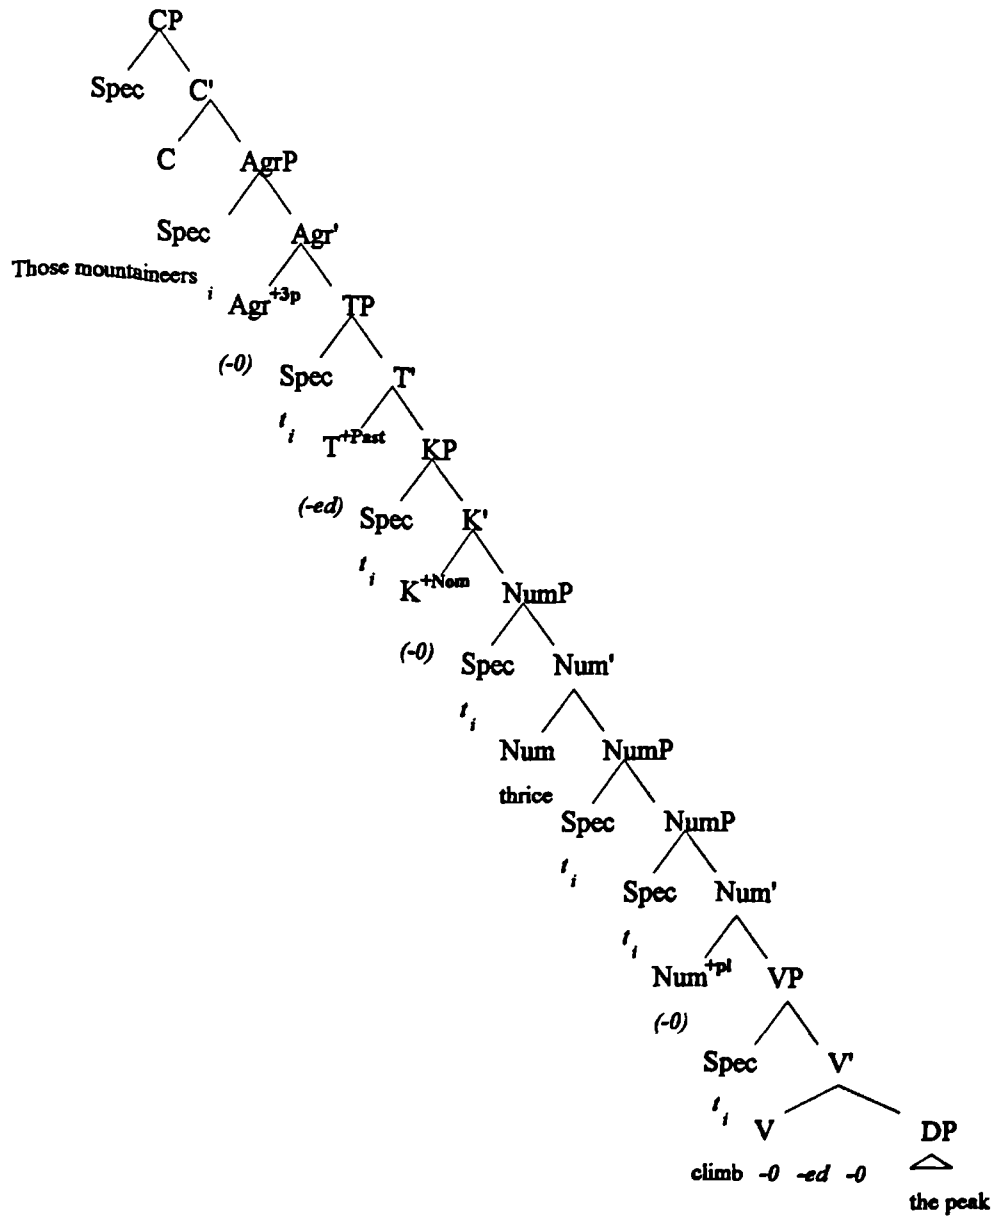 CP
Spec C'
C AgrP
Spec Agr'
Those mountaineers i Agr+3p TP
(-0) Spec T'
t i T+Past KP
(-ed) Spec K'
t i K+Nom NumP
(-0) Spec Num'
t i Num NumP
thrice Spec NumP
t i Spec Num'
t i Num+pl VP
(-0) Spec V'
t i V DP
climb -0 -ed -0
the peak